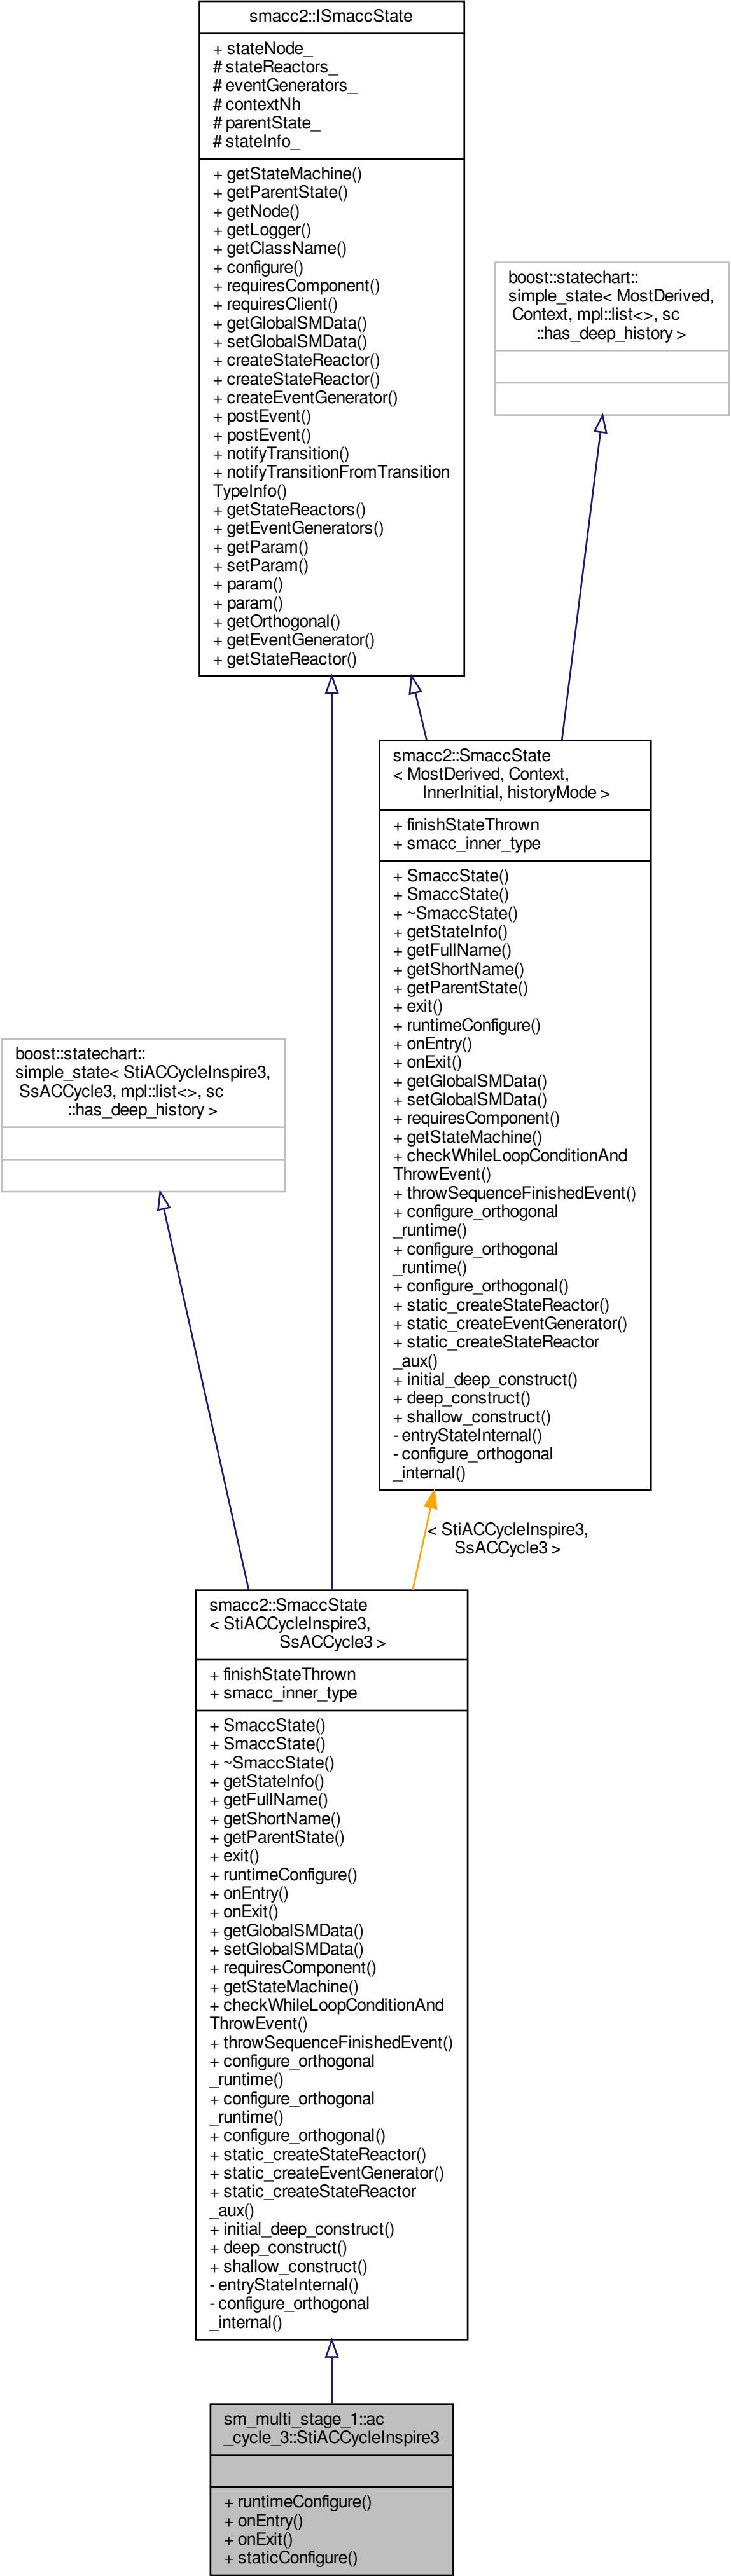 smacc2::ISmaccState
+ stateNode_
# stateReactors_
# eventGenerators_
# contextNh
# parentState_
# stateInfo_
+ getStateMachine()
+ getParentState()
+ getNode()
+ getLogger()
+ getClassName()
+ configure()
+ requiresComponent()
+ requiresClient()
+ getGlobalSMData()
+ setGlobalSMData()
+ createStateReactor()
+ createStateReactor()
+ createEventGenerator()
+ postEvent()
+ postEvent()
+ notifyTransition()
+ notifyTransitionFromTransition
TypeInfo()
+ getStateReactors()
+ getEventGenerators()
+ getParam()
+ setParam()
+ param()
+ param()
+ getOrthogonal()
+ getEventGenerator()
+ getStateReactor()
boost::statechart::
simple_state< MostDerived,
Context, mpl::list<>, sc
::has_deep_history >
smacc2::SmaccState
< MostDerived, Context,
InnerInitial, historyMode >
+ finishStateThrown
+ smacc_inner_type
+ SmaccState()
+ SmaccState()
+ ~SmaccState()
+ getStateInfo()
+ getFullName()
+ getShortName()
+ getParentState()
+ exit()
+ runtimeConfigure()
+ onEntry()
+ onExit()
+ getGlobalSMData()
+ setGlobalSMData()
+ requiresComponent()
+ getStateMachine()
+ checkWhileLoopConditionAnd
ThrowEvent()
+ throwSequenceFinishedEvent()
+ configure_orthogonal
_runtime()
+ configure_orthogonal
_runtime()
+ configure_orthogonal()
+ static_createStateReactor()
+ static_createEventGenerator()
+ static_createStateReactor
_aux()
+ initial_deep_construct()
+ deep_construct()
+ shallow_construct()
- entryStateInternal()
- configure_orthogonal
_internal()
boost::statechart::
simple_state< StiACCycleInspire3,
SsACCycle3, mpl::list<>, sc
::has_deep_history >
< StiACCycleInspire3,
SsACCycle3 >
smacc2::SmaccState
< StiACCycleInspire3,
SsACCycle3 >
+ finishStateThrown
+ smacc_inner_type
+ SmaccState()
+ SmaccState()
+ ~SmaccState()
+ getStateInfo()
+ getFullName()
+ getShortName()
+ getParentState()
+ exit()
+ runtimeConfigure()
+ onEntry()
+ onExit()
+ getGlobalSMData()
+ setGlobalSMData()
+ requiresComponent()
+ getStateMachine()
+ checkWhileLoopConditionAnd
ThrowEvent()
+ throwSequenceFinishedEvent()
+ configure_orthogonal
_runtime()
+ configure_orthogonal
_runtime()
+ configure_orthogonal()
+ static_createStateReactor()
+ static_createEventGenerator()
+ static_createStateReactor
_aux()
+ initial_deep_construct()
+ deep_construct()
+ shallow_construct()
- entryStateInternal()
- configure_orthogonal
_internal()
sm_multi_stage_1::ac
_cycle_3::StiACCycleInspire3
+ runtimeConfigure()
+ onEntry()
+ onExit()
+ staticConfigure()